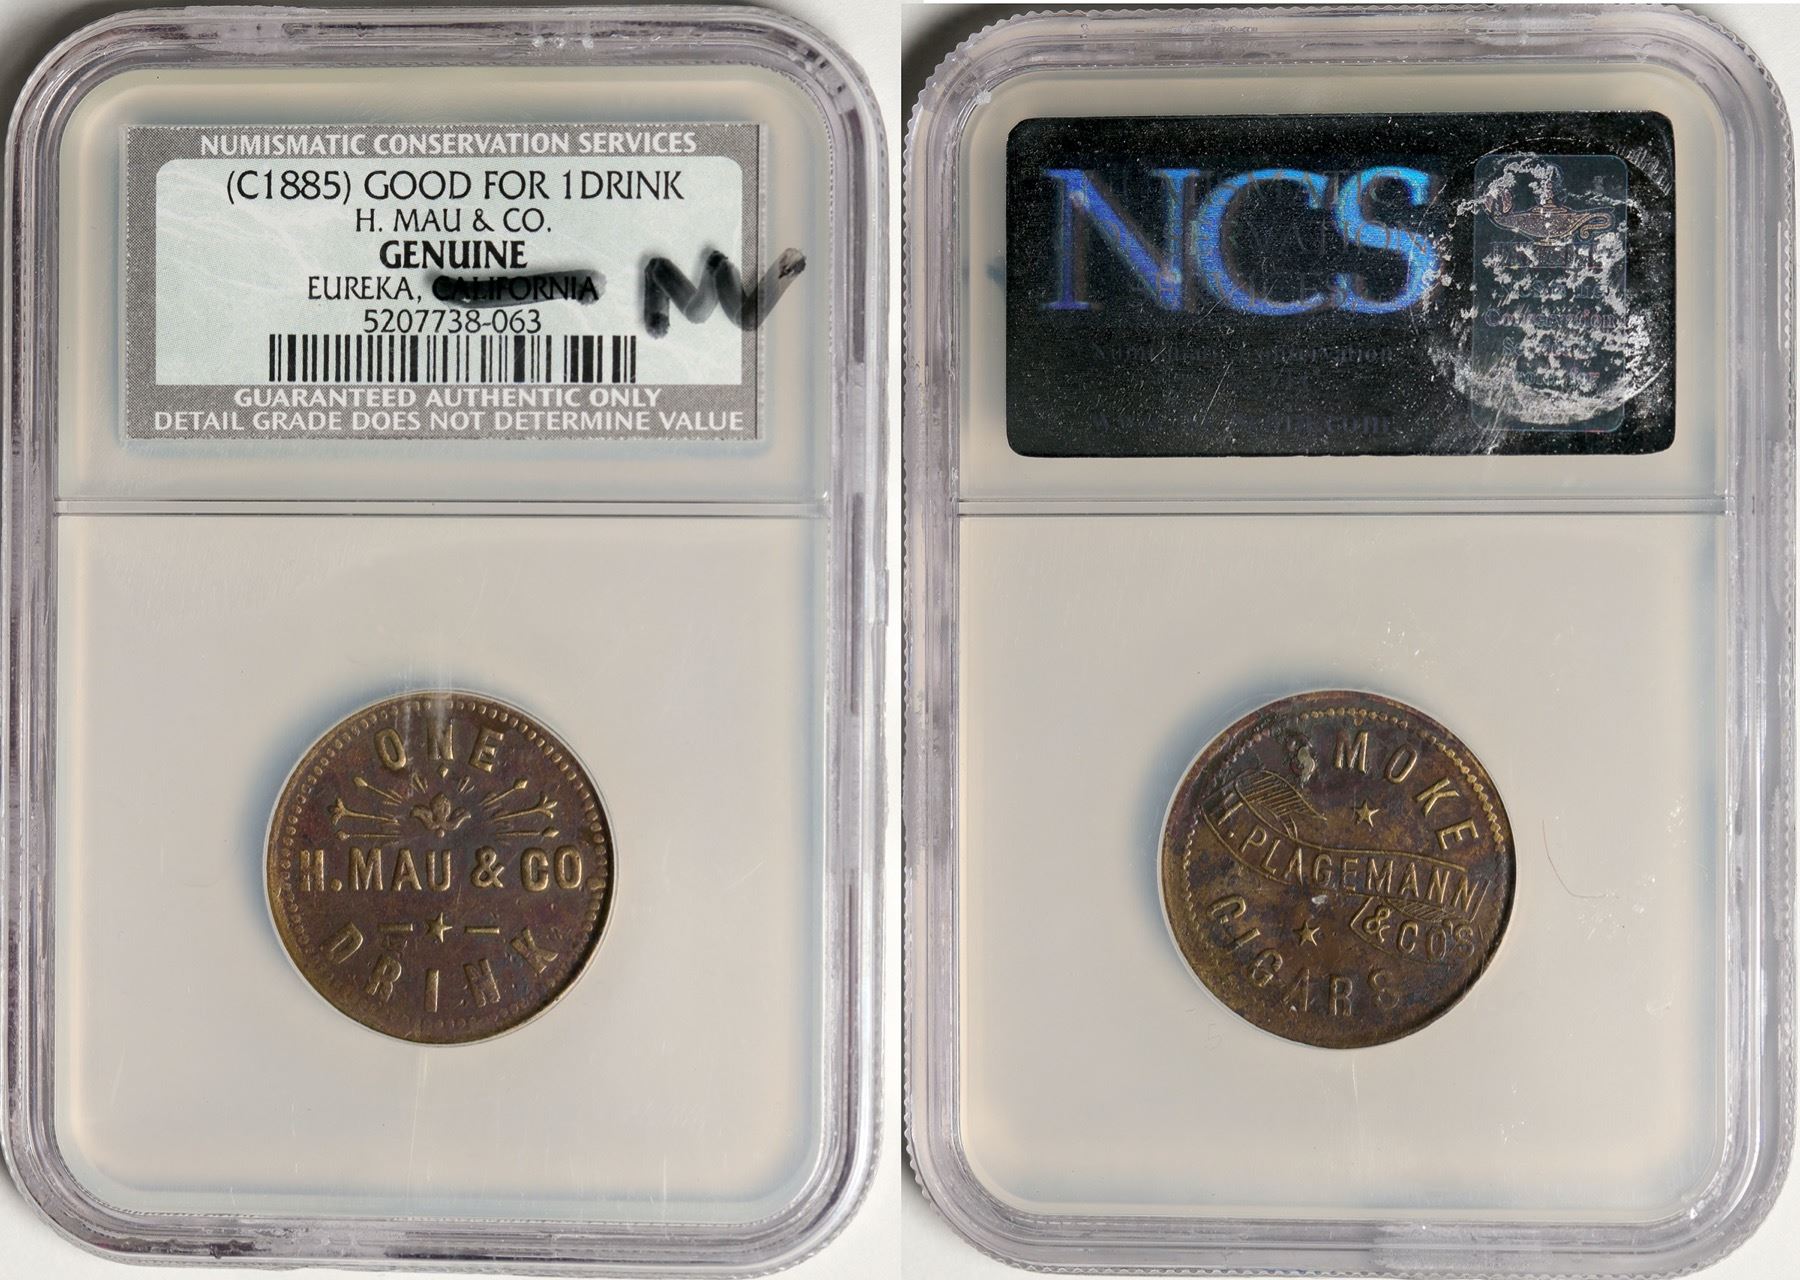 NUMISMATIC CONSERVATION SERVICES
(C1885) GOOD FOR 1DRINK
H. MAU & CO.
GENUINE
EUREKA, CALIFORNIA NV
5207738-063
GUARANTEED AUTHENTIC ONLY
DETAIL GRADE DOES NOT DETERMINE VALUE
ONE
H. MAU & CO
DRINK
NCS
SMOKE
H. PLAGEMANN
& CO'S
CIGARS